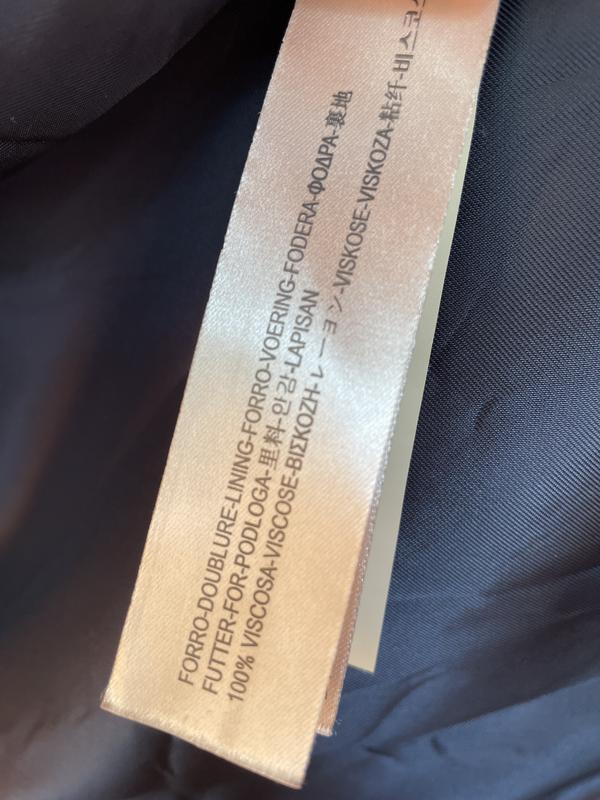 FORRO-DOUBLURE-LINING-FORRO-VOERING-FODERA-ΦΟΔΡΑ-裏地
FUTTER-FOR-PODLOGA-里料-안감-LAPISAN
100% VISCOSA-VISCOSE-ΒΙΣΚΟΖΗ-レーヨン-VISKOSE-VISKOZA-粘纤-비스코스